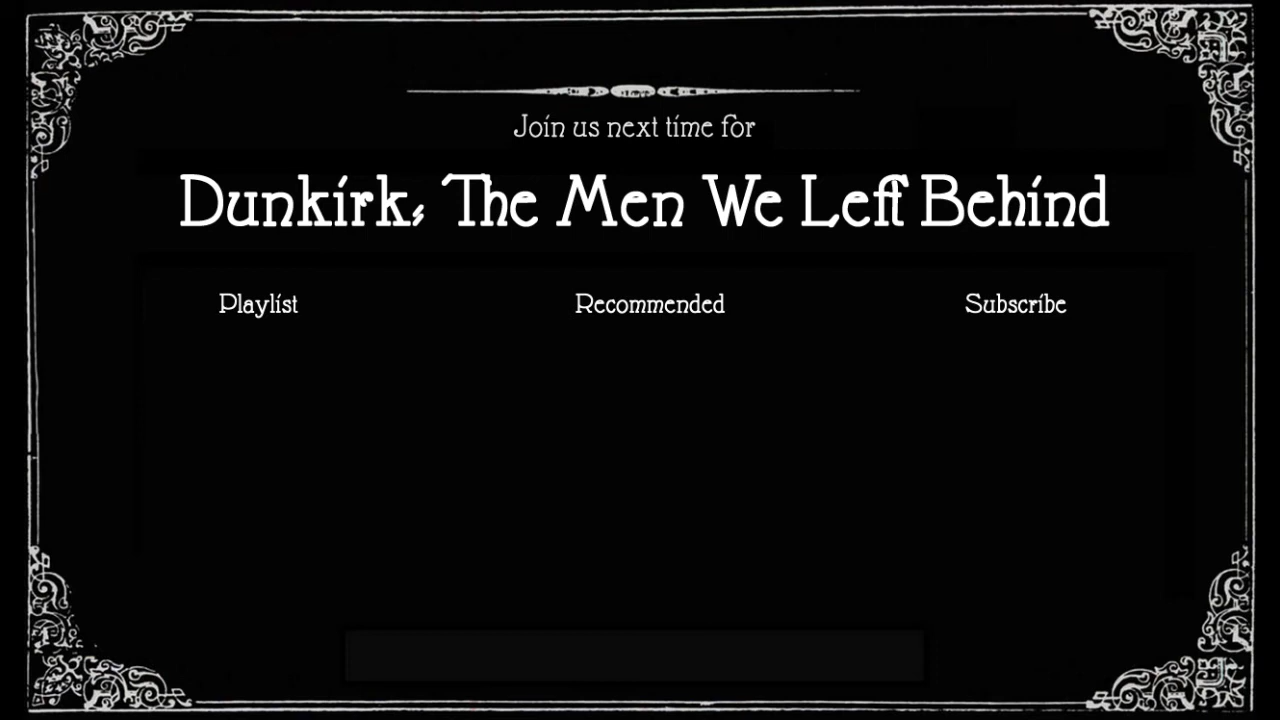 Join us next time for
Dunkirk: The Men We Left Behind
Playlist
Recommended
Subscribe